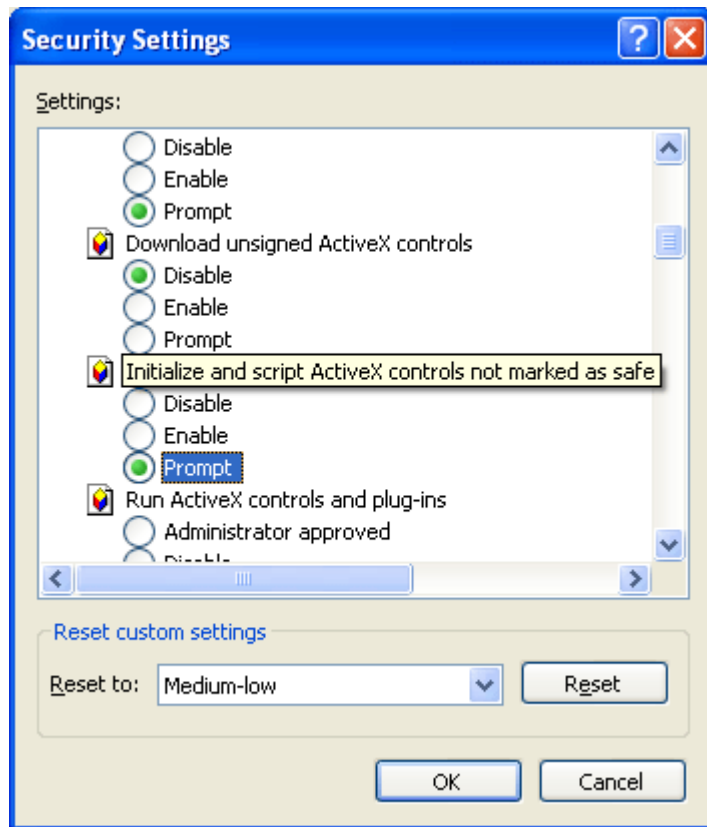 Security Settings
Settings:
Disable
Enable
Prompt
Download unsigned ActiveX controls
Disable
Enable
Prompt
Initialize and script ActiveX controls not marked as safe
Disable
Enable
Prompt
Run ActiveX controls and plug-ins
Administrator approved
Disable
Reset custom settings
Reset to: Medium-low Reset
OK Cancel